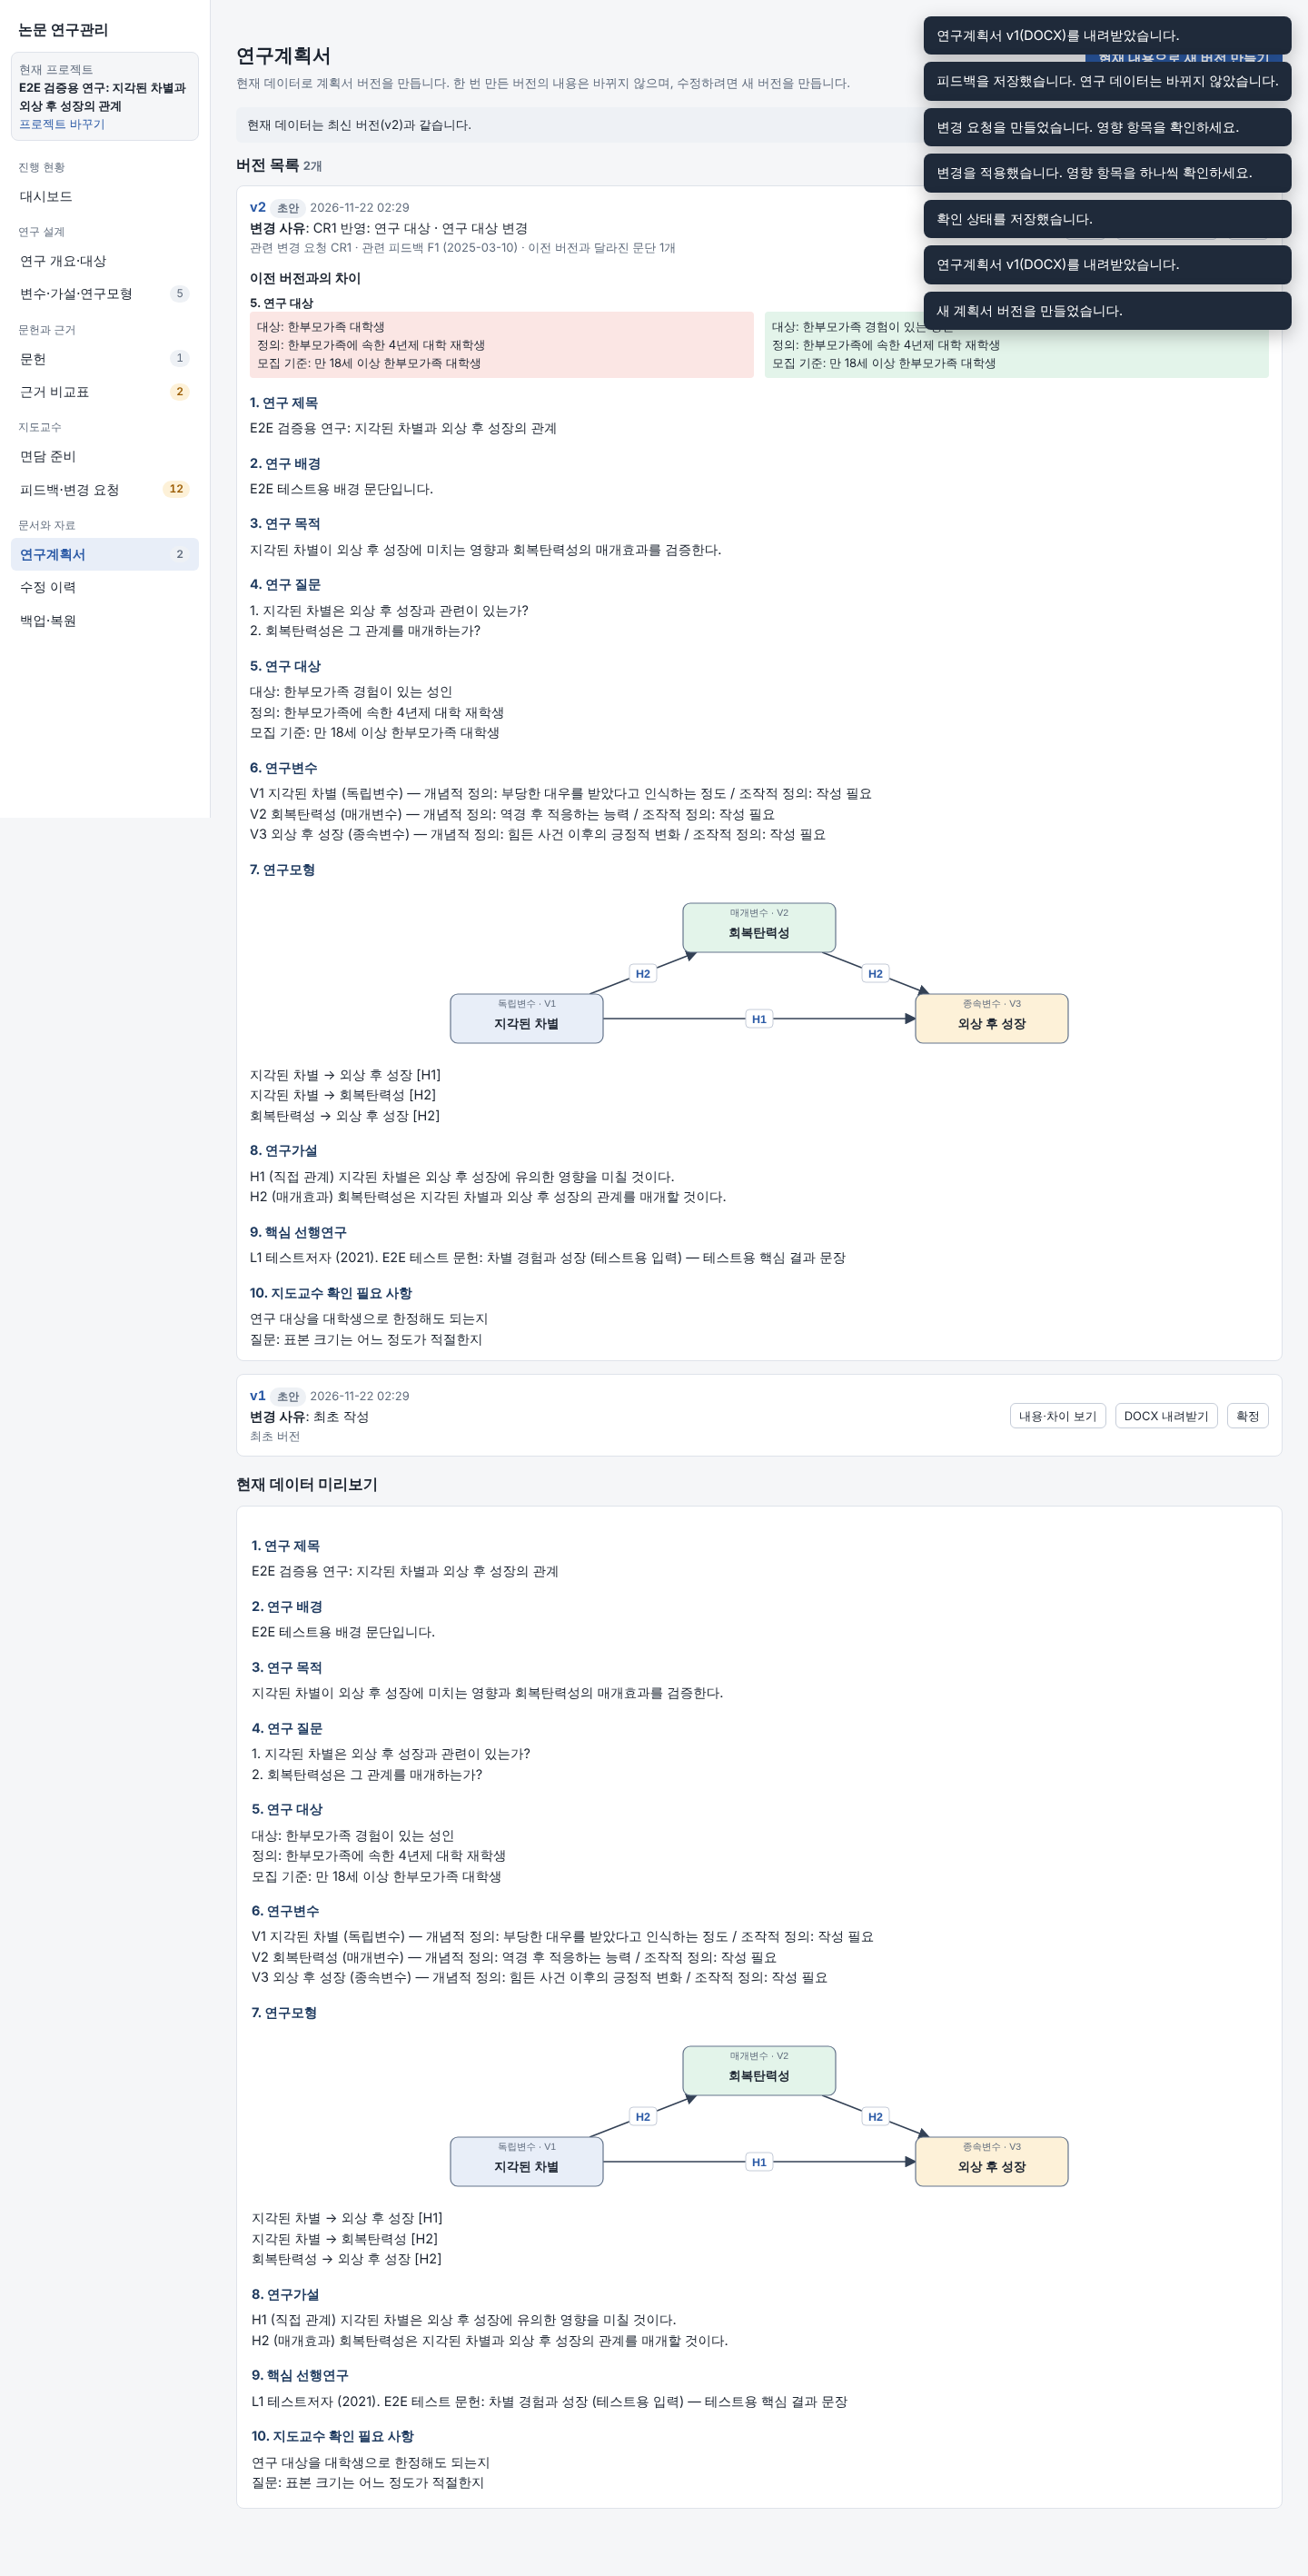 논문 연구관리
현재 프로젝트
E2E 검증용 연구: 지각된 차별과
외상 후 성장의 관계
프로젝트 바꾸기
진행 현황
대시보드
연구 설계
연구 개요·대상
변수·가설·연구모형 5
문헌과 근거
문헌 1
근거 비교표 2
지도교수
면담 준비
피드백·변경 요청 12
문서와 자료
연구계획서 2
수정 이력
백업·복원
연구계획서
현재 내용으로 새 버전 만들기
현재 데이터로 계획서 버전을 만듭니다. 한 번 만든 버전의 내용은 바뀌지 않으며, 수정하려면 새 버전을 만듭니다.
현재 데이터는 최신 버전(v2)과 같습니다.
연구계획서 v1(DOCX)를 내려받았습니다.
피드백을 저장했습니다. 연구 데이터는 바뀌지 않았습니다.
변경 요청을 만들었습니다. 영향 항목을 확인하세요.
변경을 적용했습니다. 영향 항목을 하나씩 확인하세요.
확인 상태를 저장했습니다.
연구계획서 v1(DOCX)를 내려받았습니다.
새 계획서 버전을 만들었습니다.
버전 목록 2개
v2 초안 2026-11-22 02:29
변경 사유: CR1 반영: 연구 대상 · 연구 대상 변경
관련 변경 요청 CR1 · 관련 피드백 F1 (2025-03-10) · 이전 버전과 달라진 문단 1개
이전 버전과의 차이
5. 연구 대상
대상: 한부모가족 대학생
정의: 한부모가족에 속한 4년제 대학 재학생
모집 기준: 만 18세 이상 한부모가족 대학생
대상: 한부모가족 경험이 있는
정의: 한부모가족에 속한 4년제 대학 재학생
모집 기준: 만 18세 이상 한부모가족 대학생
1. 연구 제목
E2E 검증용 연구: 지각된 차별과 외상 후 성장의 관계
2. 연구 배경
E2E 테스트용 배경 문단입니다.
3. 연구 목적
지각된 차별이 외상 후 성장에 미치는 영향과 회복탄력성의 매개효과를 검증한다.
4. 연구 질문
1. 지각된 차별은 외상 후 성장과 관련이 있는가?
2. 회복탄력성은 그 관계를 매개하는가?
5. 연구 대상
대상: 한부모가족 경험이 있는 성인
정의: 한부모가족에 속한 4년제 대학 재학생
모집 기준: 만 18세 이상 한부모가족 대학생
6. 연구변수
V1 지각된 차별 (독립변수) — 개념적 정의: 부당한 대우를 받았다고 인식하는 정도 / 조작적 정의: 작성 필요
V2 회복탄력성 (매개변수) — 개념적 정의: 역경 후 적응하는 능력 / 조작적 정의: 작성 필요
V3 외상 후 성장 (종속변수) — 개념적 정의: 힘든 사건 이후의 긍정적 변화 / 조작적 정의: 작성 필요
7. 연구모형
매개변수 · V2
회복탄력성
H2
H2
독립변수 · V1
지각된 차별
H1
종속변수 · V3
외상 후 성장
지각된 차별 → 외상 후 성장 [H1]
지각된 차별 → 회복탄력성 [H2]
회복탄력성 → 외상 후 성장 [H2]
8. 연구가설
H1 (직접 관계) 지각된 차별은 외상 후 성장에 유의한 영향을 미칠 것이다.
H2 (매개효과) 회복탄력성은 지각된 차별과 외상 후 성장의 관계를 매개할 것이다.
9. 핵심 선행연구
L1 테스트저자 (2021). E2E 테스트 문헌: 차별 경험과 성장 (테스트용 입력) — 테스트용 핵심 결과 문장
10. 지도교수 확인 필요 사항
연구 대상을 대학생으로 한정해도 되는지
질문: 표본 크기는 어느 정도가 적절한지
v1 초안 2026-11-22 02:29
변경 사유: 최초 작성
최초 버전
내용·차이 보기
DOCX 내려받기
확정
현재 데이터 미리보기
1. 연구 제목
E2E 검증용 연구: 지각된 차별과 외상 후 성장의 관계
2. 연구 배경
E2E 테스트용 배경 문단입니다.
3. 연구 목적
지각된 차별이 외상 후 성장에 미치는 영향과 회복탄력성의 매개효과를 검증한다.
4. 연구 질문
1. 지각된 차별은 외상 후 성장과 관련이 있는가?
2. 회복탄력성은 그 관계를 매개하는가?
5. 연구 대상
대상: 한부모가족 경험이 있는 성인
정의: 한부모가족에 속한 4년제 대학 재학생
모집 기준: 만 18세 이상 한부모가족 대학생
6. 연구변수
V1 지각된 차별 (독립변수) — 개념적 정의: 부당한 대우를 받았다고 인식하는 정도 / 조작적 정의: 작성 필요
V2 회복탄력성 (매개변수) — 개념적 정의: 역경 후 적응하는 능력 / 조작적 정의: 작성 필요
V3 외상 후 성장 (종속변수) — 개념적 정의: 힘든 사건 이후의 긍정적 변화 / 조작적 정의: 작성 필요
7. 연구모형
매개변수 · V2
회복탄력성
H2
H2
독립변수 · V1
지각된 차별
H1
종속변수 · V3
외상 후 성장
지각된 차별 → 외상 후 성장 [H1]
지각된 차별 → 회복탄력성 [H2]
회복탄력성 → 외상 후 성장 [H2]
8. 연구가설
H1 (직접 관계) 지각된 차별은 외상 후 성장에 유의한 영향을 미칠 것이다.
H2 (매개효과) 회복탄력성은 지각된 차별과 외상 후 성장의 관계를 매개할 것이다.
9. 핵심 선행연구
L1 테스트저자 (2021). E2E 테스트 문헌: 차별 경험과 성장 (테스트용 입력) — 테스트용 핵심 결과 문장
10. 지도교수 확인 필요 사항
연구 대상을 대학생으로 한정해도 되는지
질문: 표본 크기는 어느 정도가 적절한지